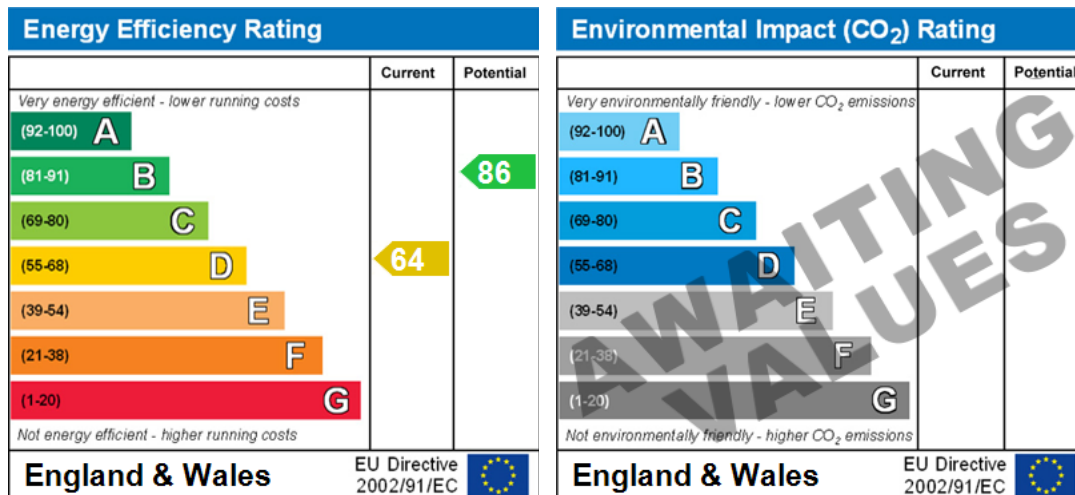 Energy Efficiency Rating
Current Potential
Very energy efficient - lower running costs
(92-100) A
(81-91) B
86
(69-80) C
(55-68) D
64
(39-54) E
(21-38) F
(1-20) G
Not energy efficient - higher running costs
England & Wales
EU Directive
2002/91/EC
Environmental Impact (CO₂) Rating
Current Potential
Very environmentally friendly - lower CO₂ emissions
(92-100) A
(81-91) B
(69-80) C
(55-68) D
(39-54) E
(21-38) F
(1-20) G
Not environmentally friendly - higher CO₂ emissions
AWAITING
VALUES
England & Wales
EU Directive
2002/91/EC